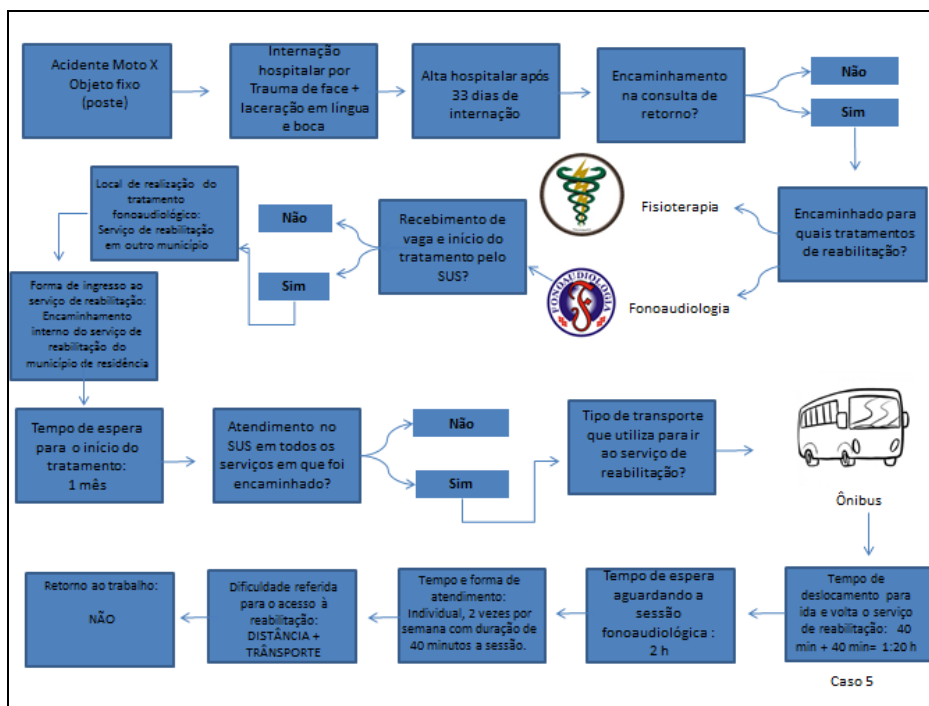 Acidente Moto X
Objeto fixo
(poste)
Internação
hospitalar por
Trauma de face +
laceração em língua
e boca
Alta hospitalar após
33 dias de
internação
Encaminhamento
na consulta de
retorno?
Não
Sim
Encaminhado para
quais tratamentos
de reabilitação?
Fisioterapia
Fonoaudiologia
FONOAUDIOLOGIA
Recebimento de
vaga e início do
tratamento pelo
SUS?
Não
Sim
Local de realização do
tratamento
fonoaudiológico:
Serviço de reabilitação
em outro município
Forma de ingresso ao
serviço de reabilitação:
Encaminhamento
interno do serviço de
reabilitação do
município de residência
Tempo de espera
para o início do
tratamento:
1 mês
Atendimento no
SUS em todos os
serviços em que foi
encaminhado?
Não
Sim
Tipo de transporte
que utiliza para ir
ao serviço de
reabilitação?
Ônibus
Tempo de
deslocamento para
ida e volta o serviço
de reabilitação: 40
min + 40 min= 1:20 h
Tempo de espera
aguardando a
sessão
fonoaudiológica :
2 h
Tempo e forma de
atendimento:
Individual, 2 vezes por
semana com duração de
40 minutos a sessão.
Dificuldade referida
para o acesso à
reabilitação:
DISTÂNCIA +
TRÂNSPORTE
Retorno ao trabalho:
NÃO
Caso 5